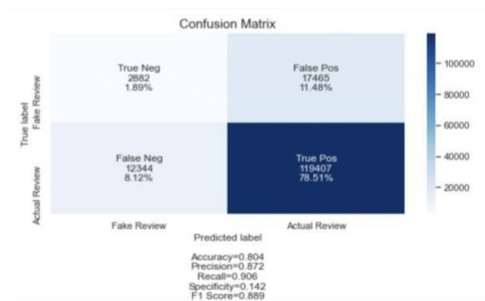 Confusion Matrix
True Neg
2882
1.89%
False Pos
17465
11.48%
False Neg
12344
8.12%
True Pos
119407
78.51%
True label
Fake Review
Actual Review
Fake Review
Actual Review
Predicted label
Accuracy=0.804
Precision=0.872
Recall=0.906
Specificity=0.142
F1 Score=0.889
100000
80000
60000
40000
20000